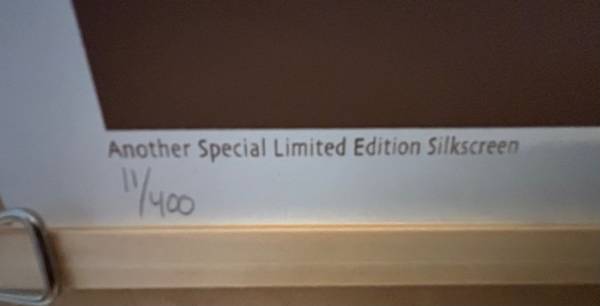 Another Special Limited Edition Silkscreen
11/400